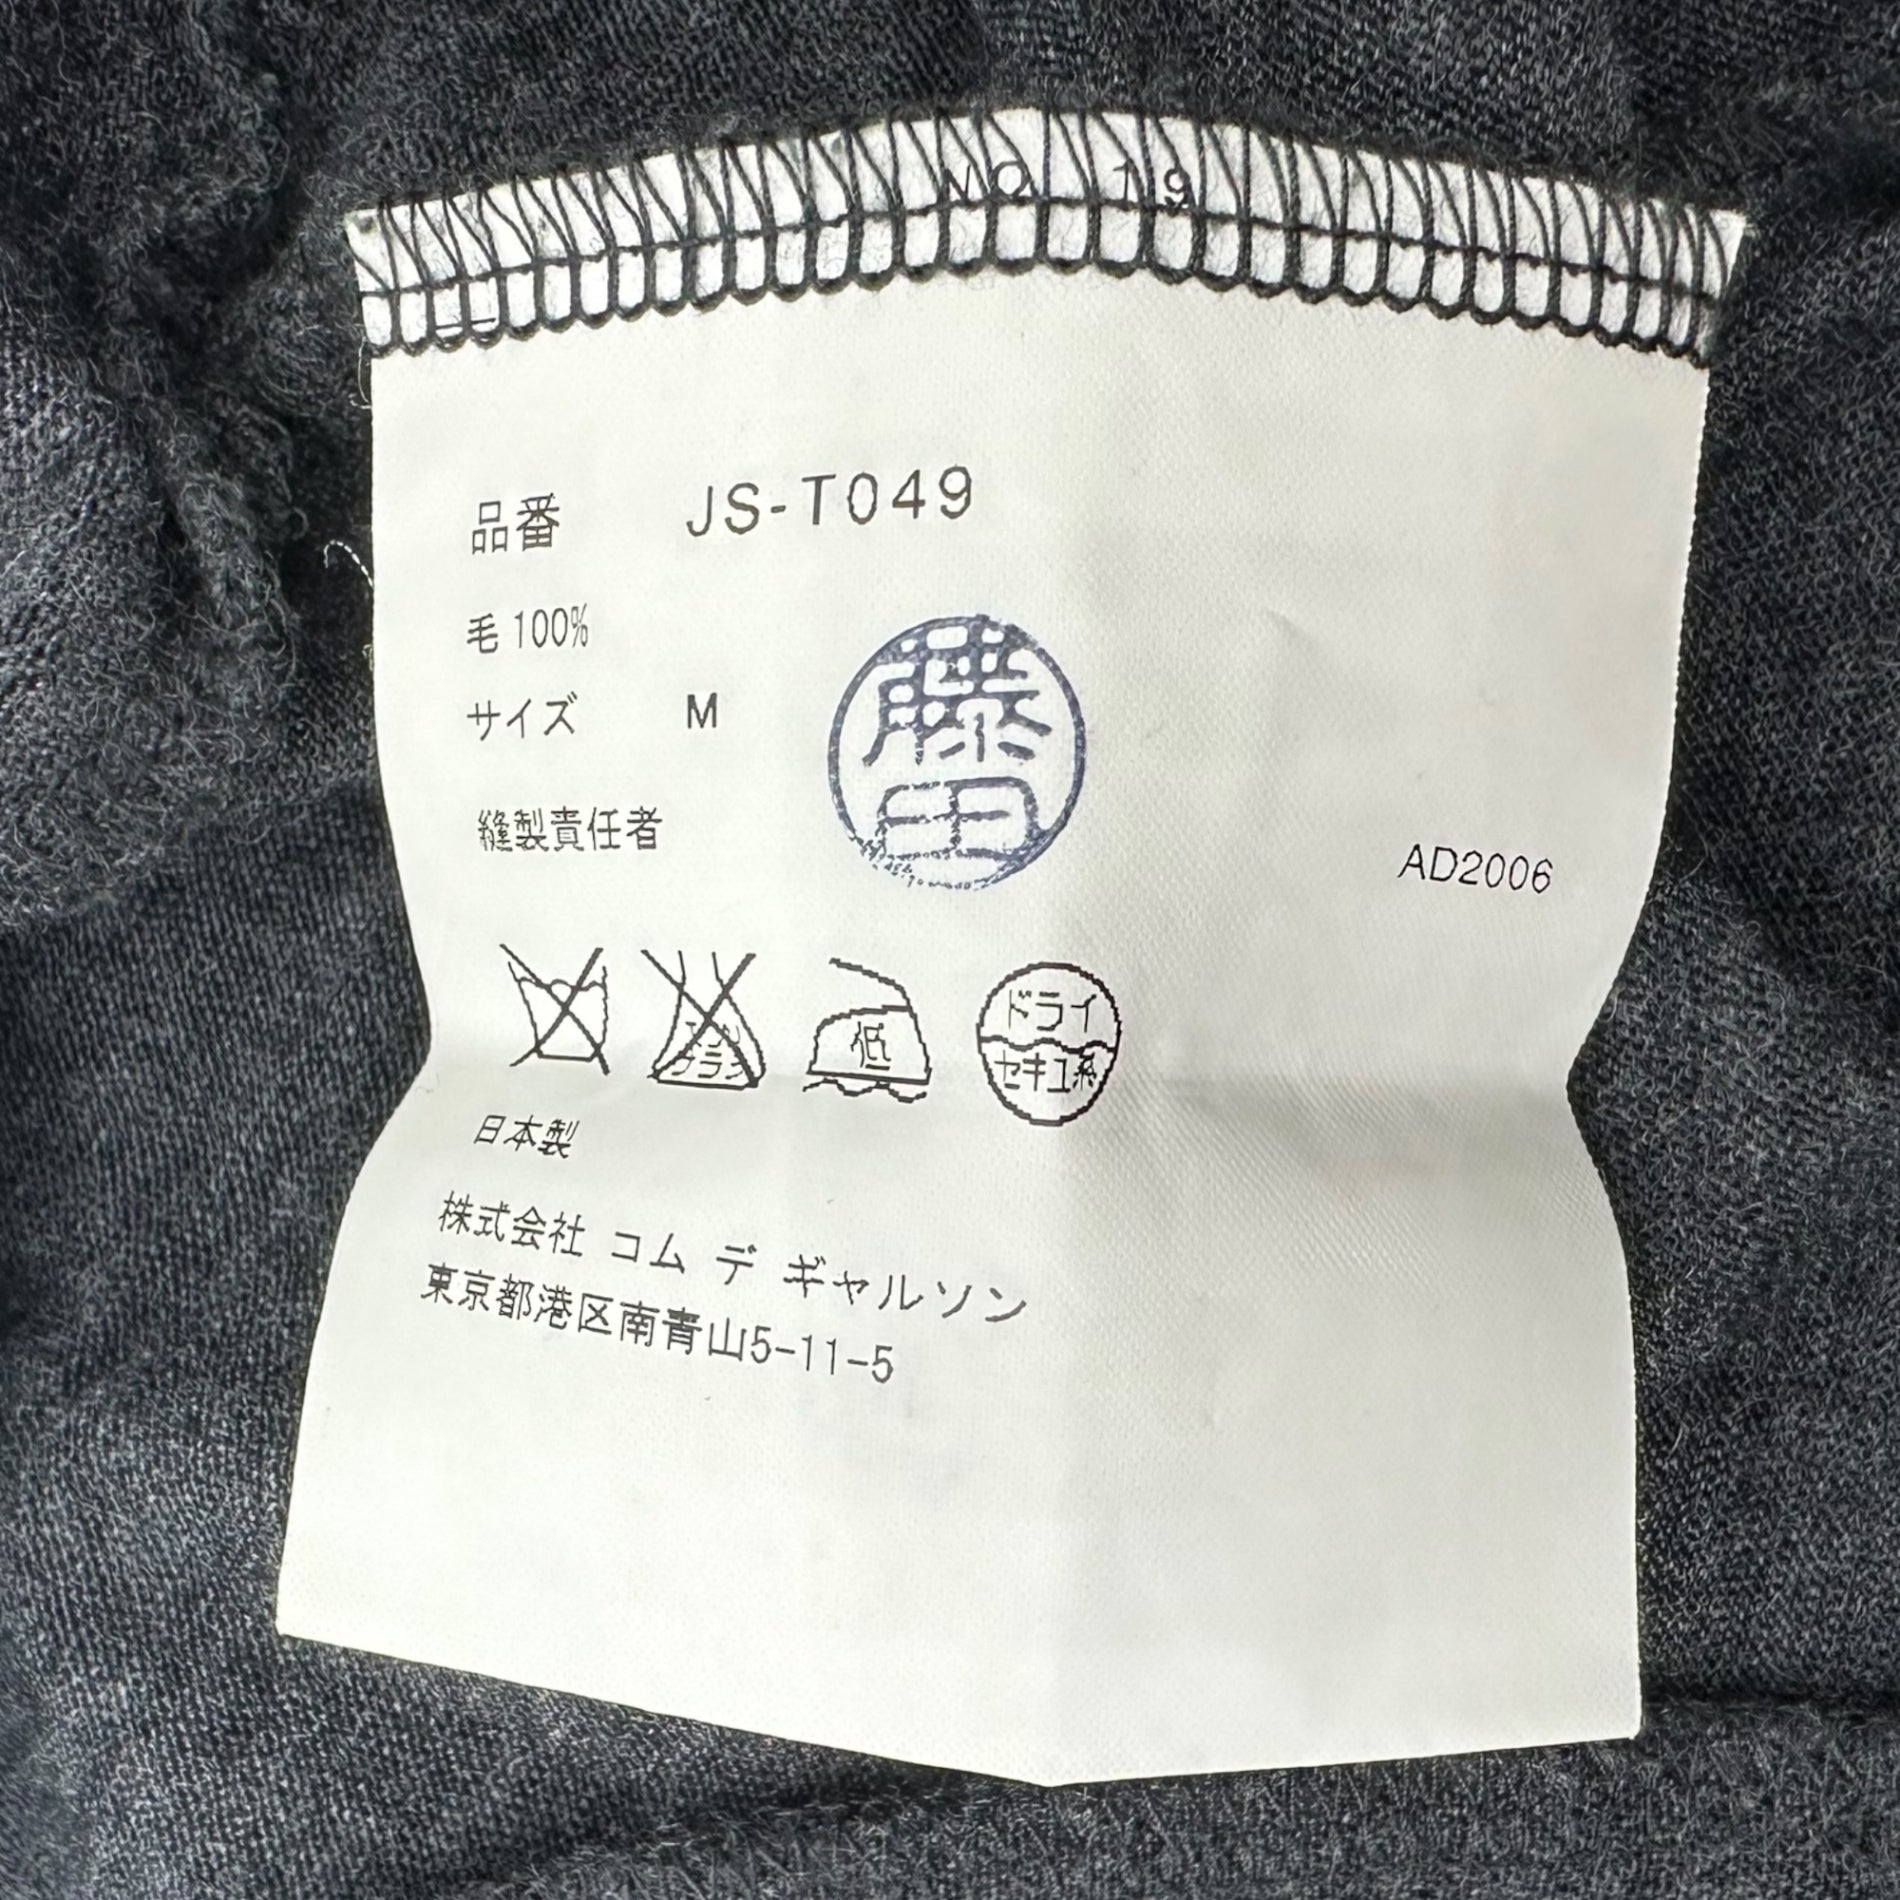 NO. 19
品番 JS-T049
毛 100%
サイズ M
藤田
縫製責任者
AD2006
低
ドライ
セキユ系
日本製
株式会社 コム デ ギャルソン
東京都港区南青山5-11-5